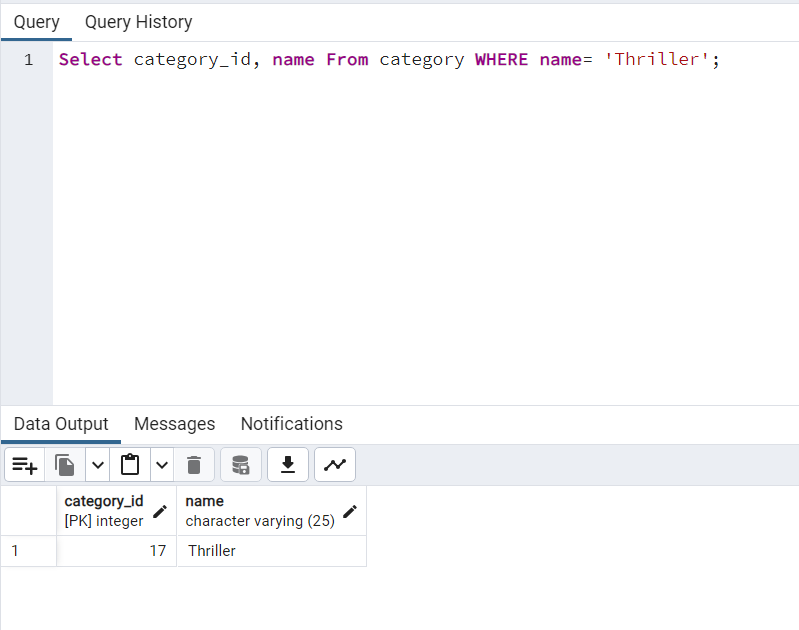 Query Query History
1 Select category_id, name From category WHERE name= 'Thriller';
Data Output Messages Notifications
category_id name
[PK] integer character varying (25)
1 17 Thriller